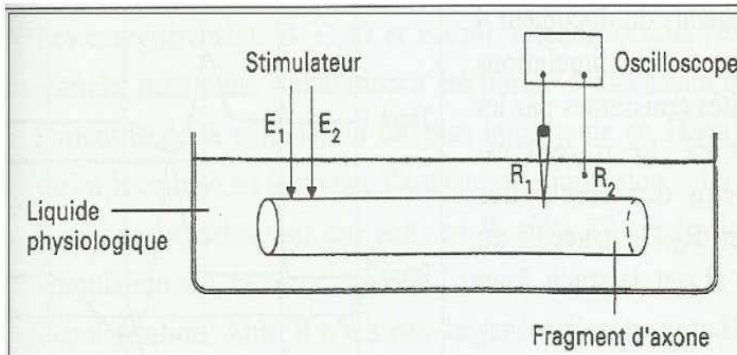 Stimulateur
Oscilloscope
E1 E2
R1 R2
Liquide
physiologique
Fragment d'axone